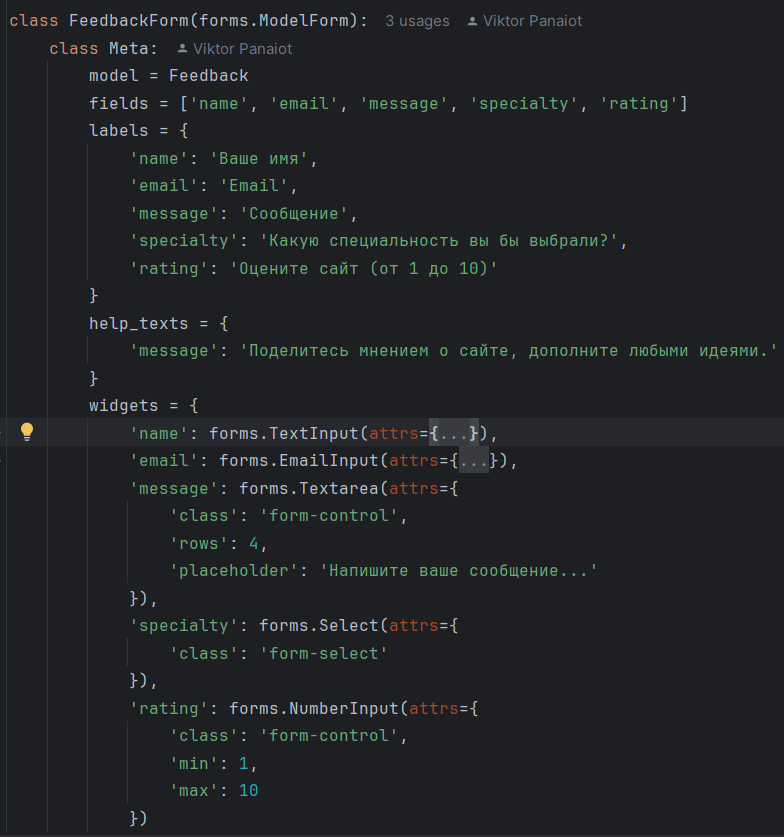 class FeedbackForm(forms.ModelForm): 3 usages Viktor Panaiot
    class Meta: Viktor Panaiot
        model = Feedback
        fields = ['name', 'email', 'message', 'specialty', 'rating']
        labels = {
            'name': 'Ваше имя',
            'email': 'Email',
            'message': 'Сообщение',
            'specialty': 'Какую специальность вы бы выбрали?',
            'rating': 'Оцените сайт (от 1 до 10)'
        }
        help_texts = {
            'message': 'Поделитесь мнением о сайте, дополните любыми идеями.'
        }
        widgets = {
            'name': forms.TextInput(attrs={...}),
            'email': forms.EmailInput(attrs={...}),
            'message': forms.Textarea(attrs={
                'class': 'form-control',
                'rows': 4,
                'placeholder': 'Напишите ваше сообщение...'
            }),
            'specialty': forms.Select(attrs={
                'class': 'form-select'
            }),
            'rating': forms.NumberInput(attrs={
                'class': 'form-control',
                'min': 1,
                'max': 10
            })